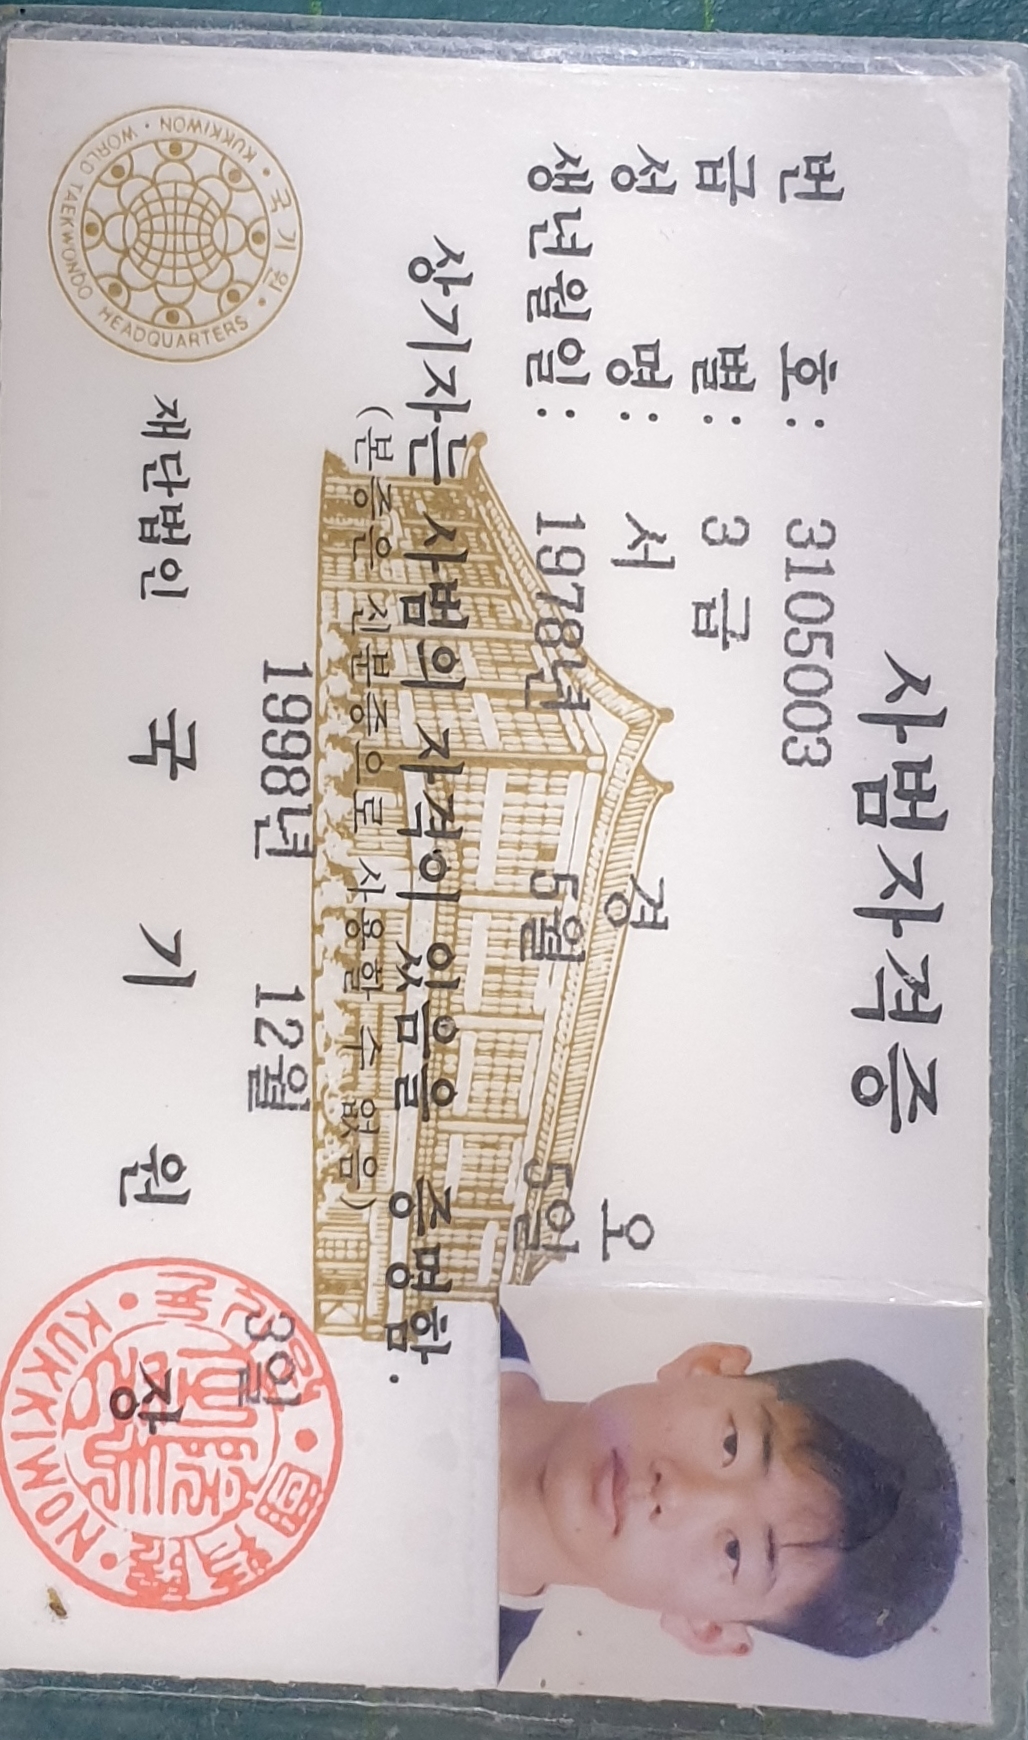 사범자격증
번 호: 3105003
급 별: 3 급
성 명: 서 경 오
생년월일: 1978년 5월 5일
상기자는 사범의 자격이 있음을 증명함.
(본증은 신분증으로 사용할 수 없음)
1998년 12월 3일
재단법인 국 기 원 장
국 기 원 • KUKKIWON • WORLD TAEKWONDO HEADQUARTERS
• KUKKIWON •